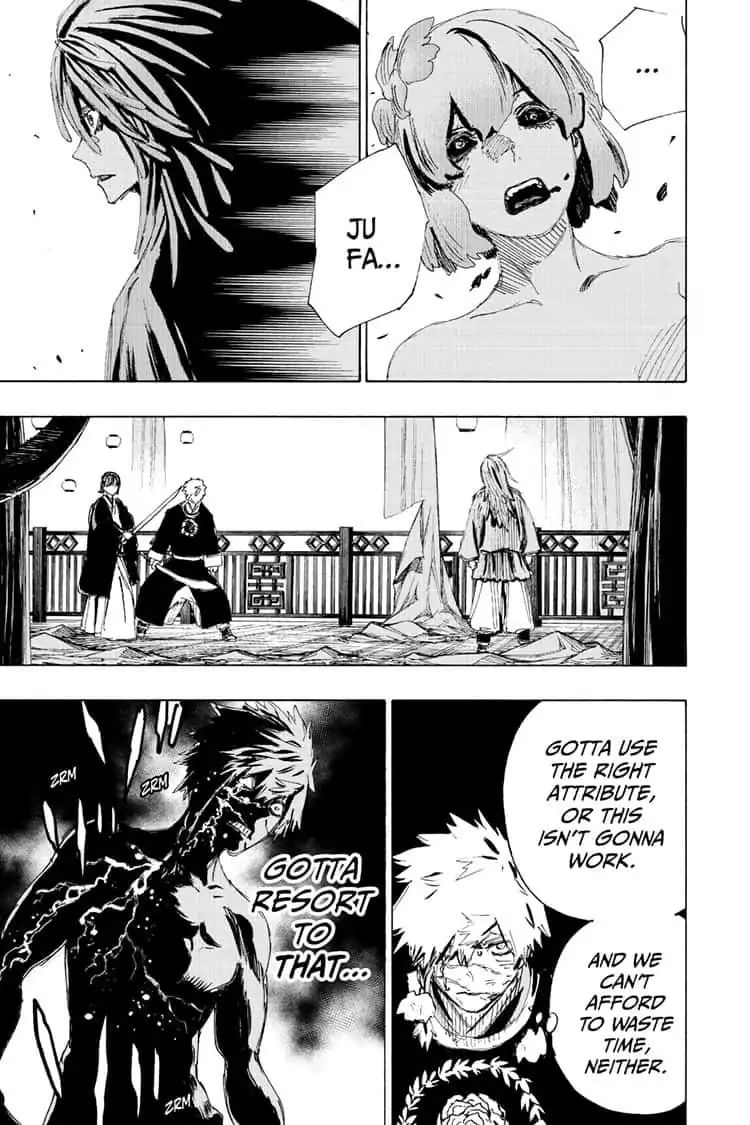 ...
JU
FA...
GOTTA USE
THE RIGHT
ATTRIBUTE,
OR THIS
ISN'T GONNA
WORK.
AND WE
CAN'T
AFFORD
TO WASTE
TIME,
NEITHER.
GOTTA
RESORT
TO
THAT...
ZRM
ZRM
ZRM